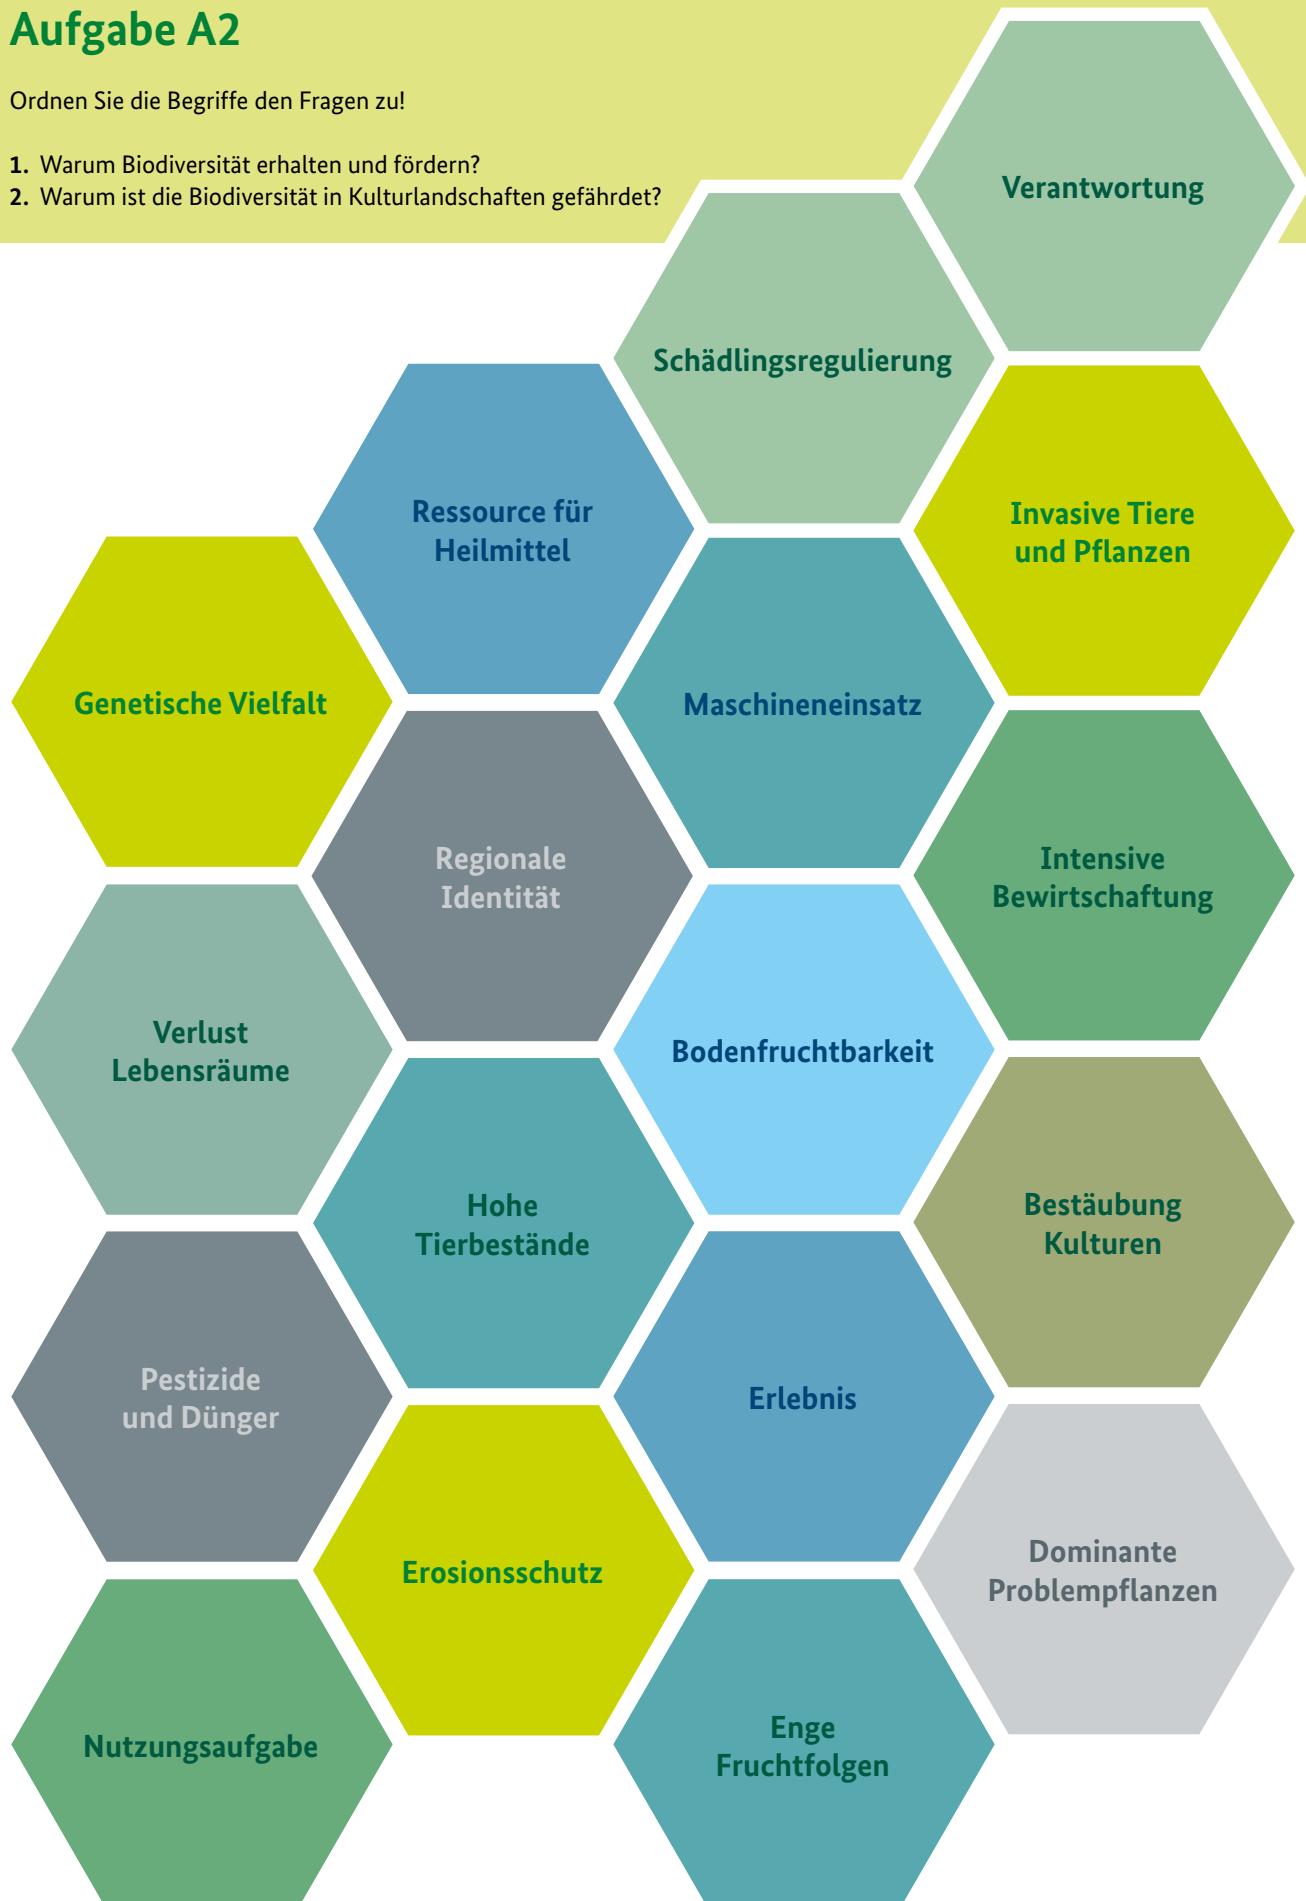 Aufgabe A2
Ordnen Sie die Begriffe den Fragen zu!
1. Warum Biodiversität erhalten und fördern?
2. Warum ist die Biodiversität in Kulturlandschaften gefährdet?
Verantwortung
Schädlingsregulierung
Ressource für
Heilmittel
Invasive Tiere
und Pflanzen
Genetische Vielfalt
Maschineneinsatz
Regionale
Identität
Intensive
Bewirtschaftung
Verlust
Lebensräume
Bodenfruchtbarkeit
Hohe
Tierbestände
Bestäubung
Kulturen
Pestizide
und Dünger
Erlebnis
Erosionsschutz
Dominante
Problempflanzen
Nutzungsaufgabe
Enge
Fruchtfolgen